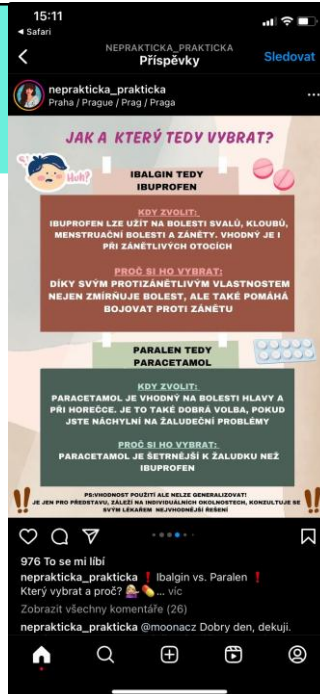 15:11
Safari
NEPRAKTICKA_PRAKTICKA
Příspěvky
Sledovat
neprakticka_prakticka
Praha / Prague / Prag / Praga
JAK A KTERÝ TEDY VYBRAT?
Huh?
IBALGIN TEDY
IBUPROFEN
KDY ZVOLIT:
IBUPROFEN LZE UŽÍT NA BOLESTI SVALŮ, KLOUBŮ,
MENSTRUAČNÍ BOLESTI A ZÁNĚTY. VHODNÝ JE I
PŘI ZÁNĚTLIVÝCH OTOCÍCH
PROČ SI HO VYBRAT:
DÍKY SVÝM PROTIZÁNĚTLIVÝM VLASTNOSTEM
NEJEN ZMÍRŇUJE BOLEST, ALE TAKÉ POMÁHÁ
BOJOVAT PROTI ZÁNĚTU
PARALEN TEDY
PARACETAMOL
KDY ZVOLIT:
PARACETAMOL JE VHODNÝ NA BOLESTI HLAVY A
PŘI HOREČCE. JE TO TAKÉ DOBRÁ VOLBA, POKUD
JSTE NÁCHYLNÍ NA ŽALUDEČNÍ PROBLÉMY
PROČ SI HO VYBRAT:
PARACETAMOL JE ŠETRNĚJŠÍ K ŽALUDKU NEŽ
IBUPROFEN
PS:VHODNOST POUŽITÍ ALE NELZE GENERALIZOVAT!
JE JEN PRO PŘEDSTAVU, ZÁLEŽÍ NA INDIVIDUÁLNÍCH OKOLNOSTECH, KONZULTUJTE SE
SVÝM LÉKAŘEM NEJVHODNĚJŠÍ ŘEŠENÍ
976 To se mi líbí
neprakticka_prakticka ❗ Ibalgin vs. Paralen ❗
Který vybrat a proč? 💁🏼‍♀️💊... víc
Zobrazit všechny komentáře (26)
neprakticka_prakticka @moonacz Dobry den, dekuji.